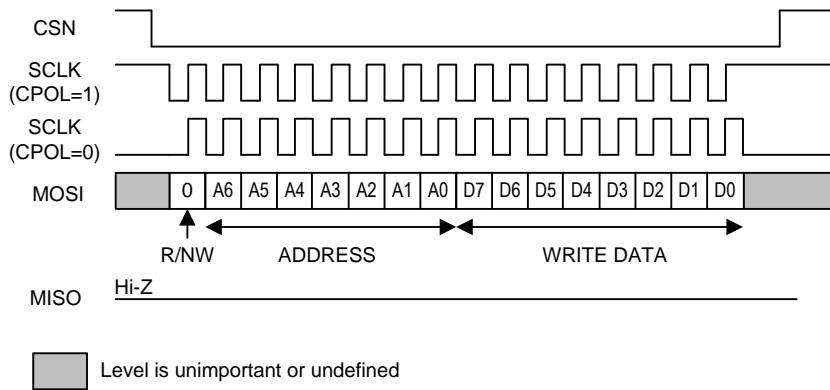 CSN
SCLK
(CPOL=1)
SCLK
(CPOL=0)
MOSI 0 A6 A5 A4 A3 A2 A1 A0 D7 D6 D5 D4 D3 D2 D1 D0
R/NW ADDRESS WRITE DATA
MISO Hi-Z
Level is unimportant or undefined